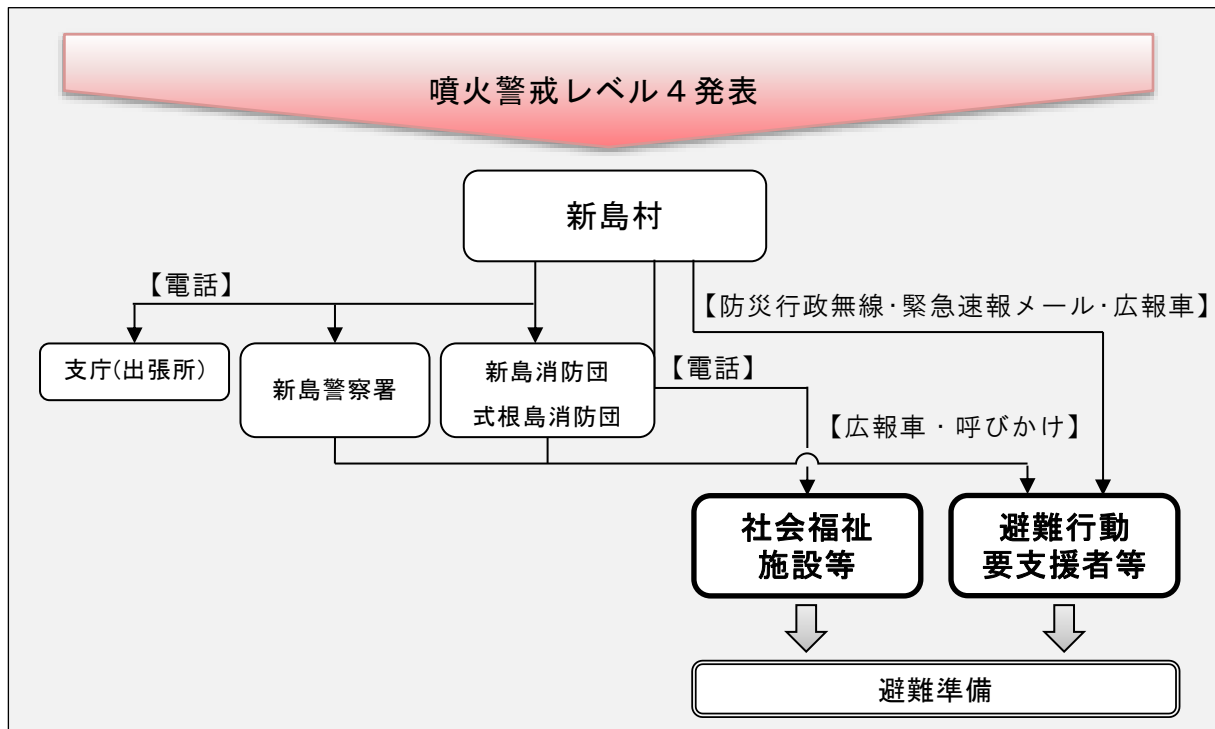 噴火警戒レベル４発表
新島村
【電話】
【防災行政無線･緊急速報メール･広報車】
支庁(出張所)
新島警察署
新島消防団
式根島消防団
【電話】
【広報車・呼びかけ】
社会福祉
施設等
避難行動
要支援者等
避難準備